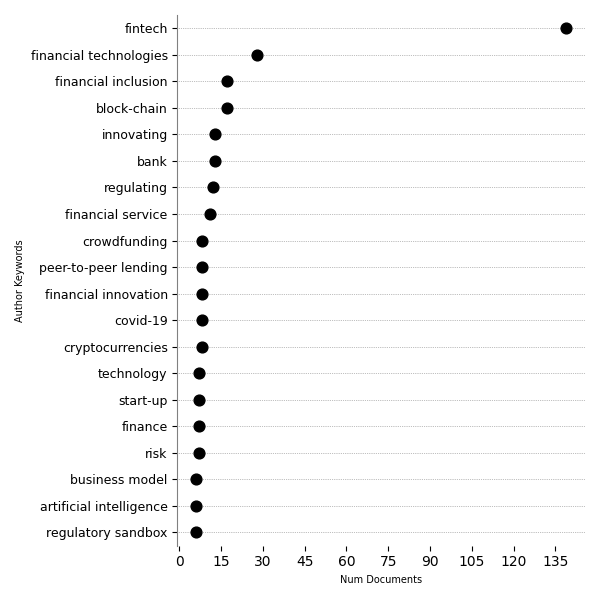 fintech
financial technologies
financial inclusion
block-chain
innovating
bank
regulating
financial service
crowdfunding
peer-to-peer lending
financial innovation
covid-19
cryptocurrencies
technology
start-up
finance
risk
business model
artificial intelligence
regulatory sandbox
Author Keywords
0 15 30 45 60 75 90 105 120 135
Num Documents